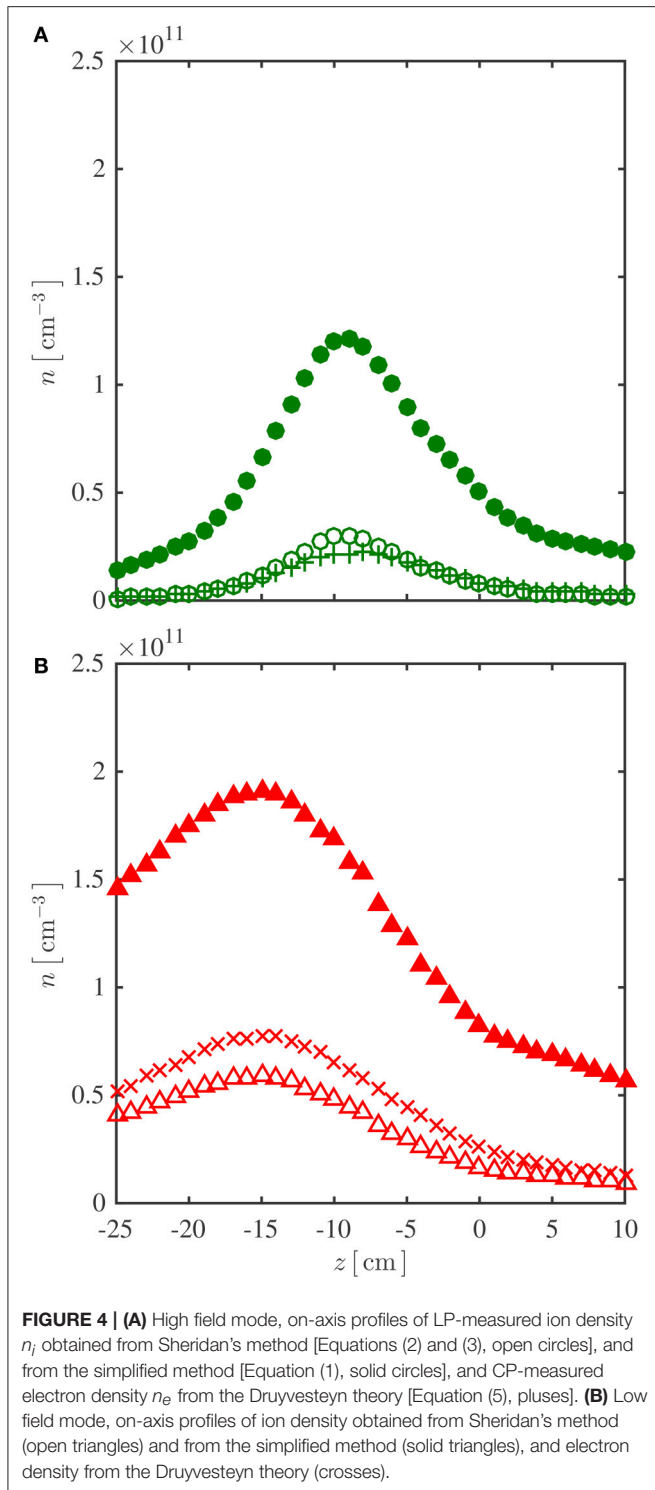 A
×10^11
2.5
2
1.5
1
0.5
0
n [cm^−3]
B
×10^11
2.5
2
1.5
1
0.5
0
n [cm^−3]
-25 -20 -15 -10 -5 0 5 10
z [cm]
FIGURE 4 | (A) High field mode, on-axis profiles of LP-measured ion density
n_i obtained from Sheridan's method [Equations (2) and (3), open circles], and
from the simplified method [Equation (1), solid circles], and CP-measured
electron density n_e from the Druyvesteyn theory [Equation (5), pluses]. (B) Low
field mode, on-axis profiles of ion density obtained from Sheridan's method
(open triangles) and from the simplified method (solid triangles), and electron
density from the Druyvesteyn theory (crosses).